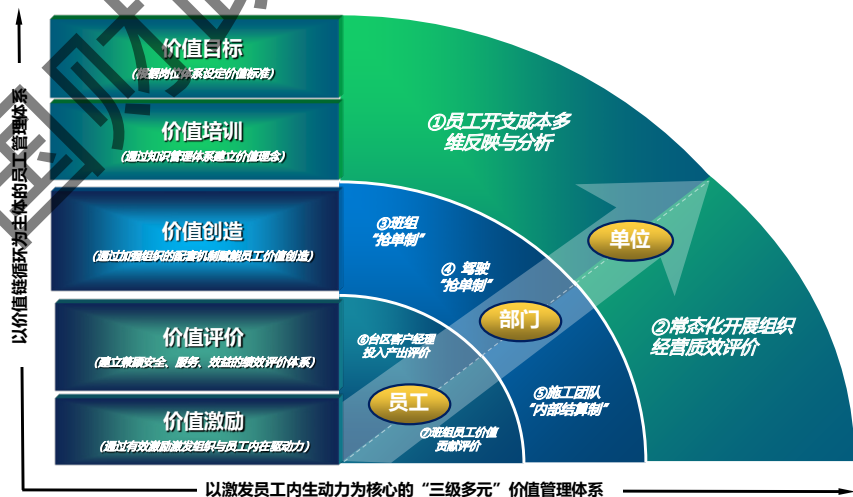 以价值链循环为主体的员工管理体系
价值目标
（根据岗位体系设定价值标准）
价值培训
（通过知识管理体系建立价值理念）
价值创造
（通过加强组织的配套机制赋能员工价值创造）
价值评价
（建立兼顾安全、服务、效益的绩效评价体系）
价值激励
（通过有效激励激发组织与员工内在驱动力）
①员工开支成本多
维反映与分析
②常态化开展组织
经营质效评价
单位
③班组
“抢单制”
④ 驾驶
“抢单制”
部门
⑤施工团队
“内部结算制”
⑥台区客户经理
投入产出评价
员工
⑦班组员工价值
贡献评价
以激发员工内生动力为核心的“三级多元”价值管理体系